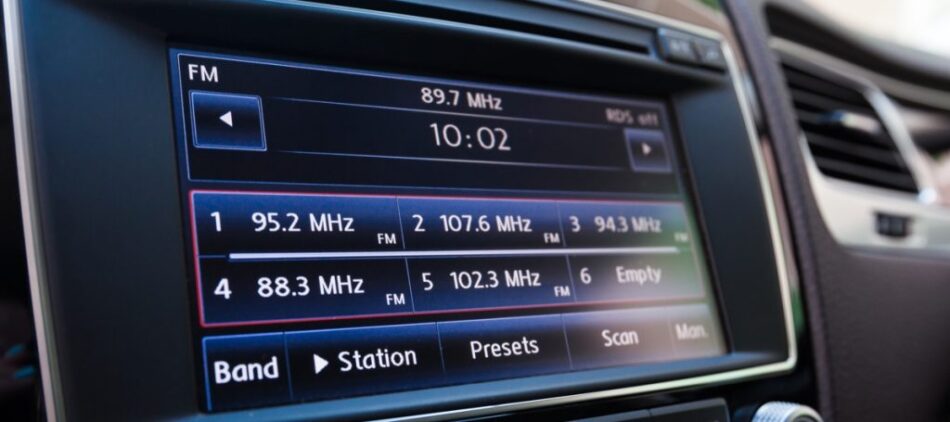 FM
89.7 MHz
RDS off
10:02
1 95.2 MHz FM 2 107.6 MHz FM 3 94.3 MHz FM
4 88.3 MHz FM 5 102.3 MHz FM 6 Empty
Band Station Presets Scan Man.